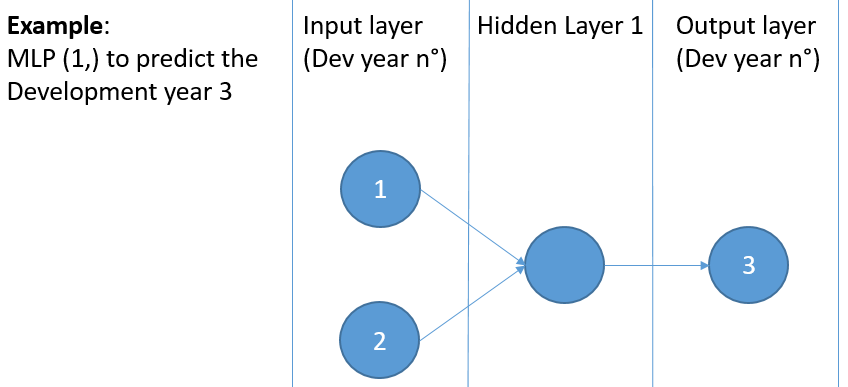 Example:
MLP (1,) to predict the
Development year 3
Input layer
(Dev year n°)
Hidden Layer 1
Output layer
(Dev year n°)
1
2
3